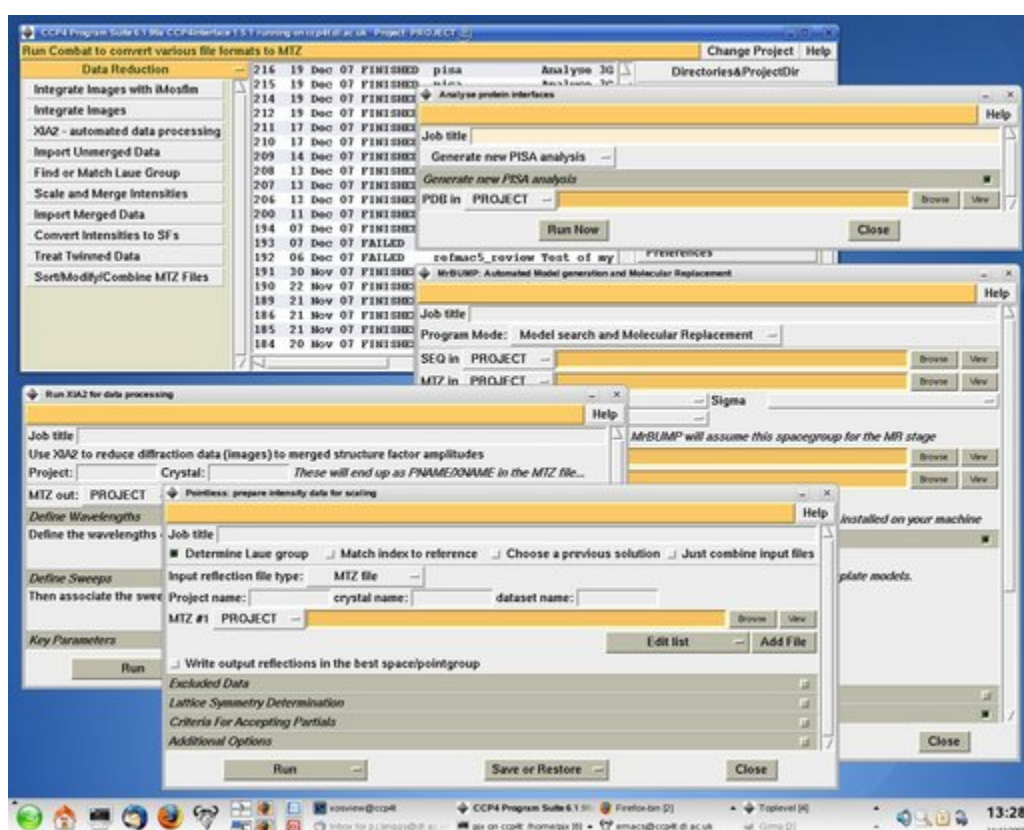 CCP4 Program Suite 6.1.99a CCP4Interface 1.5.1 running on ccp4t.dl.ac.uk Project: PROJECT
Run Combat to convert various file formats to MTZ
Change Project Help
Data Reduction
Integrate Images with iMosflm
Integrate Images
XIA2 - automated data processing
Import Unmerged Data
Find or Match Laue Group
Scale and Merge Intensities
Import Merged Data
Convert Intensities to SFs
Treat Twinned Data
Sort/Modify/Combine MTZ Files
216 19 Dec 07 FINISHED pisa Analyse 3G
215 19 Dec 07 FINISHED
214 19 Dec 07 FINISHED
212 19 Dec 07 FINISHED
211 17 Dec 07 FINISHED
210 17 Dec 07 FINISHED
209 14 Dec 07 FINISHED
208 13 Dec 07 FINISHED
207 13 Dec 07 FINISHED
206 13 Dec 07 FINISHED
200 11 Dec 07 FINISHED
194 07 Dec 07 FINISHED
193 07 Dec 07 FAILED
192 06 Dec 07 FAILED refmac5_review Test of my
191 30 Nov 07 FINISHED
190 22 Nov 07 FINISHED
189 21 Nov 07 FINISHED
186 21 Nov 07 FINISHED
185 21 Nov 07 FINISHED
184 20 Nov 07 FINISHED
Directories&ProjectDir
Preferences
Analyse protein interfaces
Help
Job title
Generate new PISA analysis
Generate new PISA analysis
PDB in PROJECT Browse View
Run Now Close
MrBUMP: Automated Model generation and Molecular Replacement
Help
Job title
Program Mode: Model search and Molecular Replacement
SEQ in PROJECT Browse View
MTZ in PROJECT Browse View
Sigma
MrBUMP will assume this spacegroup for the MR stage
Browse View
Browse View
installed on your machine
plate models.
Close
Run XIA2 for data processing
Help
Job title
Use XIA2 to reduce diffraction data (images) to merged structure factor amplitudes
Project: Crystal: These will end up as PNAME/XNAME in the MTZ file...
MTZ out: PROJECT
Define Wavelengths
Define the wavelengths
Define Sweeps
Then associate the swee
Key Parameters
Run
Pointless: prepare intensity data for scaling
Help
Job title
Determine Laue group Match index to reference Choose a previous solution Just combine input files
Input reflection file type: MTZ file
Project name: crystal name: dataset name:
MTZ #1 PROJECT Browse View
Edit list Add File
Write output reflections in the best space/pointgroup
Excluded Data
Lattice Symmetry Determination
Criteria For Accepting Partials
Additional Options
Run Save or Restore Close
xosview@ccp4t CCP4 Program Suite 6.1.99 Firefox-bin [2] Toplevel [4]
emacs@ccp4t.dl.ac.uk Gimp [2]
13:28